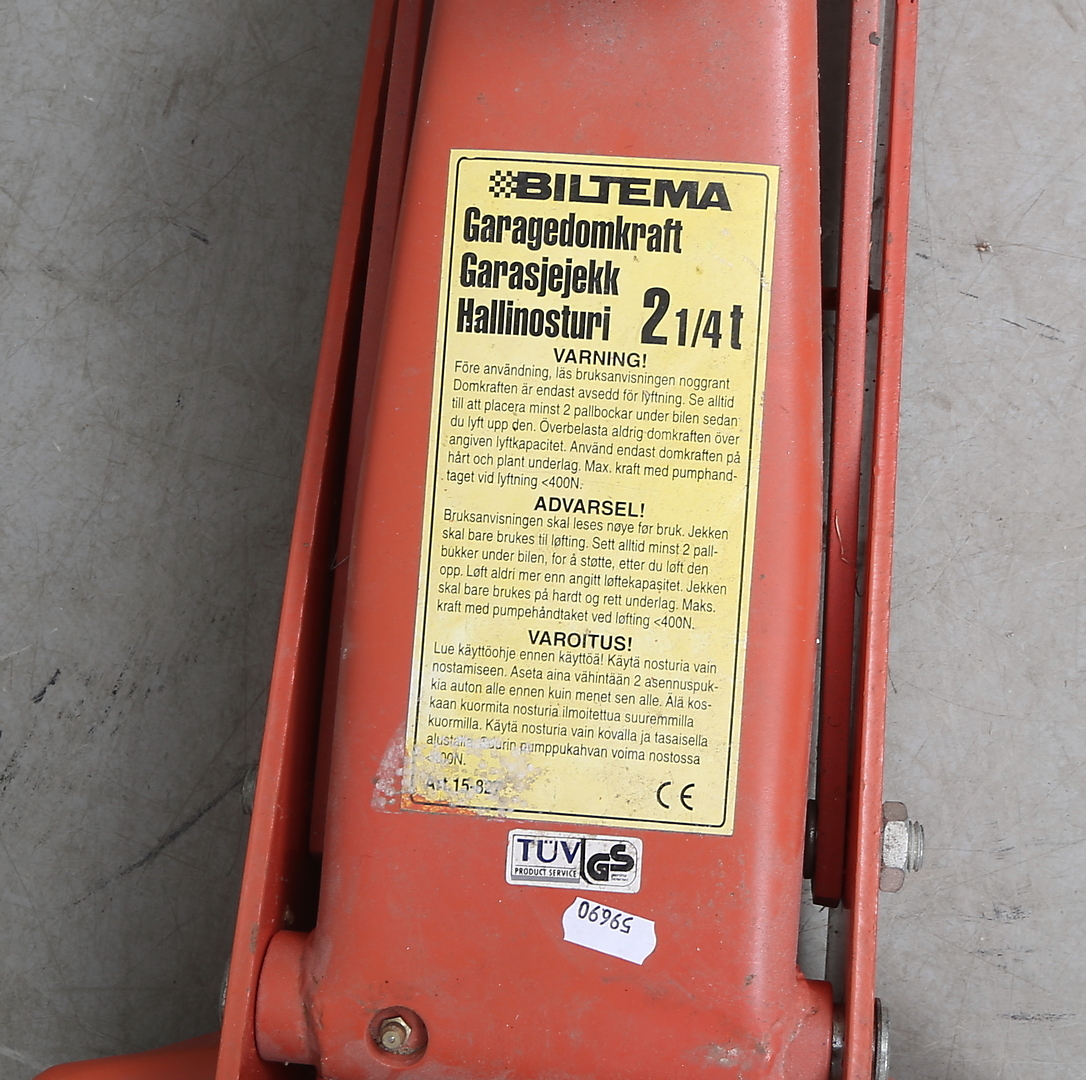 BILTEMA
Garagedomkraft
Garasjejekk
Hallinosturi 2 1/4 t
VARNING!
Före användning, läs bruksanvisningen noggrant
Domkraften är endast avsedd för lyftning. Se alltid
till att placera minst 2 pallbockar under bilen sedan
du lyft upp den. Överbelasta aldrig domkraften över
angiven lyftkapacitet. Använd endast domkraften på
hårt och plant underlag. Max. kraft med pumphand-
taget vid lyftning <400N.
ADVARSEL!
Bruksanvisningen skal leses nøye før bruk. Jekken
skal bare brukes til løfting. Sett alltid minst 2 pall-
bukker under bilen, for å støtte, etter du løft den
opp. Løft aldri mer enn angitt løftekapasitet. Jekken
skal bare brukes på hardt og rett underlag. Maks.
kraft med pumpehåndtaket ved løfting <400N.
VAROITUS!
Lue käyttöohje ennen käyttöä! Käytä nosturia vain
nostamiseen. Aseta aina vähintään 2 asennuspuk-
kia auton alle ennen kuin menet sen alle. Älä kos-
kaan kuormita nosturia ilmoitettua suuremmilla
kuormilla. Käytä nosturia vain kovalla ja tasaisella
alustalla. Suurin pumppukahvan voima nostossa
Art. CE
TÜV GS
PRODUCT SERVICE
59690